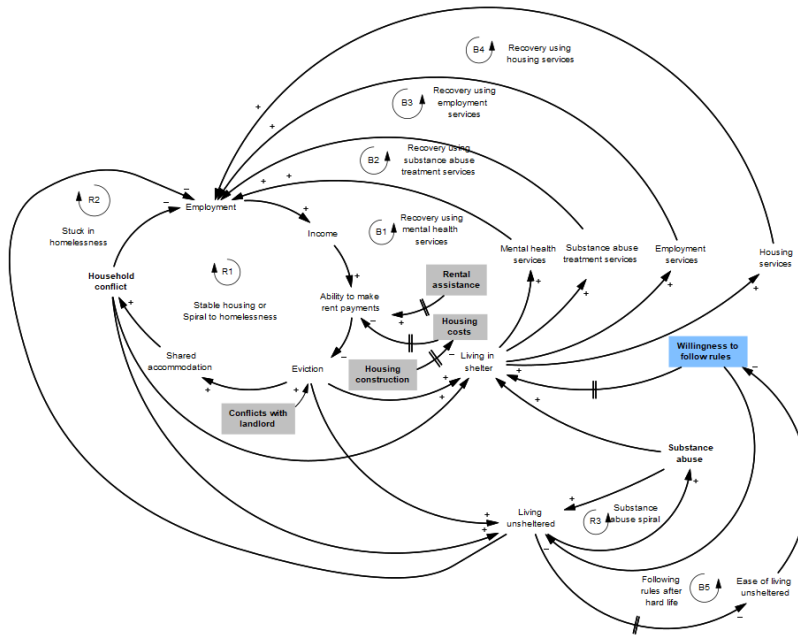 B4
Recovery using
housing services
B3
Recovery using
employment
services
B2
Recovery using
substance abuse
treatment services
R2
Stuck in
homelessness
Employment
B1
Recovery using
mental health
services
Income
Mental health
services
Substance abuse
treatment services
Employment
services
Housing
services
Household
conflict
R1
Stable housing or
Spiral to homelessness
Rental
assistance
Ability to make
rent payments
Housing
costs
Willingness to
follow rules
Shared
accommodation
Eviction
Housing
construction
Living in
shelter
Conflicts with
landlord
Substance
abuse
Living
unsheltered
R3
Substance
abuse spiral
Following
rules after
hard life
B5
Ease of living
unsheltered